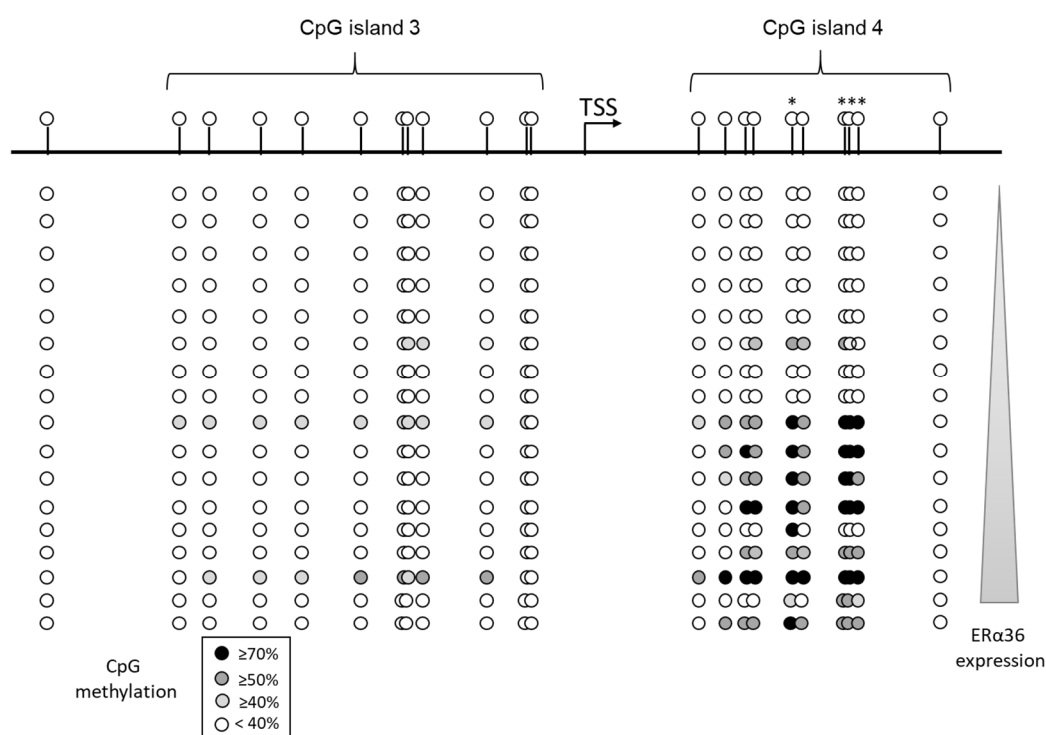 CpG island 3
CpG island 4
TSS
*
***
CpG
methylation
≥70%
≥50%
≥40%
< 40%
ERα36
expression